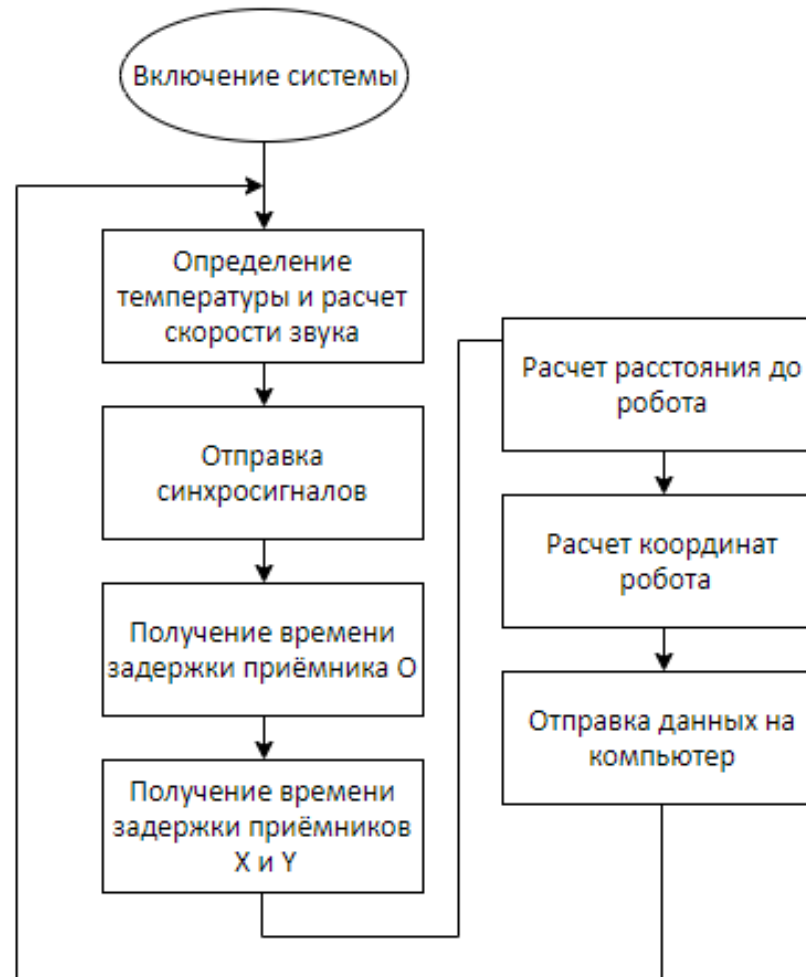 Включение системы
Определение
температуры и расчет
скорости звука
Отправка
синхросигналов
Получение времени
задержки приёмника O
Получение времени
задержки приёмников
X и Y
Расчет расстояния до
робота
Расчет координат
робота
Отправка данных на
компьютер